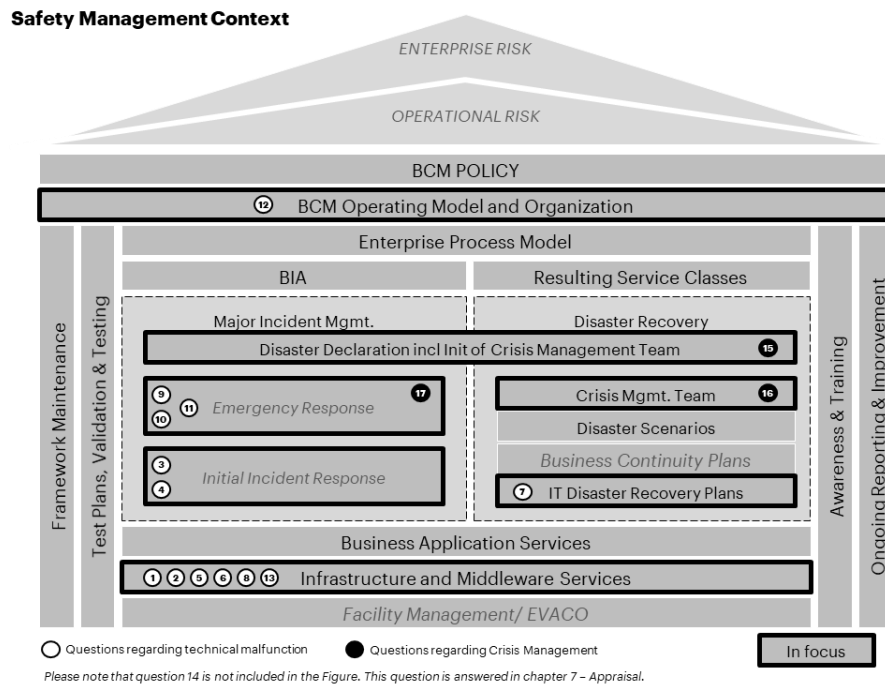 Safety Management Context
ENTERPRISE RISK
OPERATIONAL RISK
BCM POLICY
12 BCM Operating Model and Organization
Framework Maintenance
Test Plans, Validation & Testing
Enterprise Process Model
BIA
Resulting Service Classes
Major Incident Mgmt.
Disaster Recovery
Disaster Declaration incl Init of Crisis Management Team 15
9
10
11
Emergency Response
17
3
4
Initial Incident Response
Crisis Mgmt. Team 16
Disaster Scenarios
Business Continuity Plans
7 IT Disaster Recovery Plans
Business Application Services
1 2 5 6 8 13 Infrastructure and Middleware Services
Facility Management/ EVACO
Awareness & Training
Ongoing Reporting & Improvement
Questions regarding technical malfunction
Questions regarding Crisis Management
In focus
Please note that question 14 is not included in the Figure. This question is answered in chapter 7 – Appraisal.